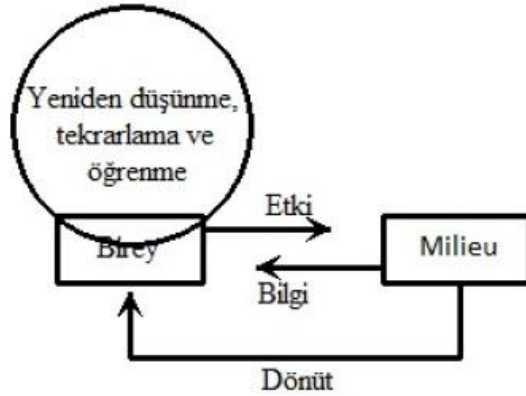 Yeniden düşünme,
tekrarlama ve
öğrenme
Etki
Birey
Milieu
Bilgi
Dönüt